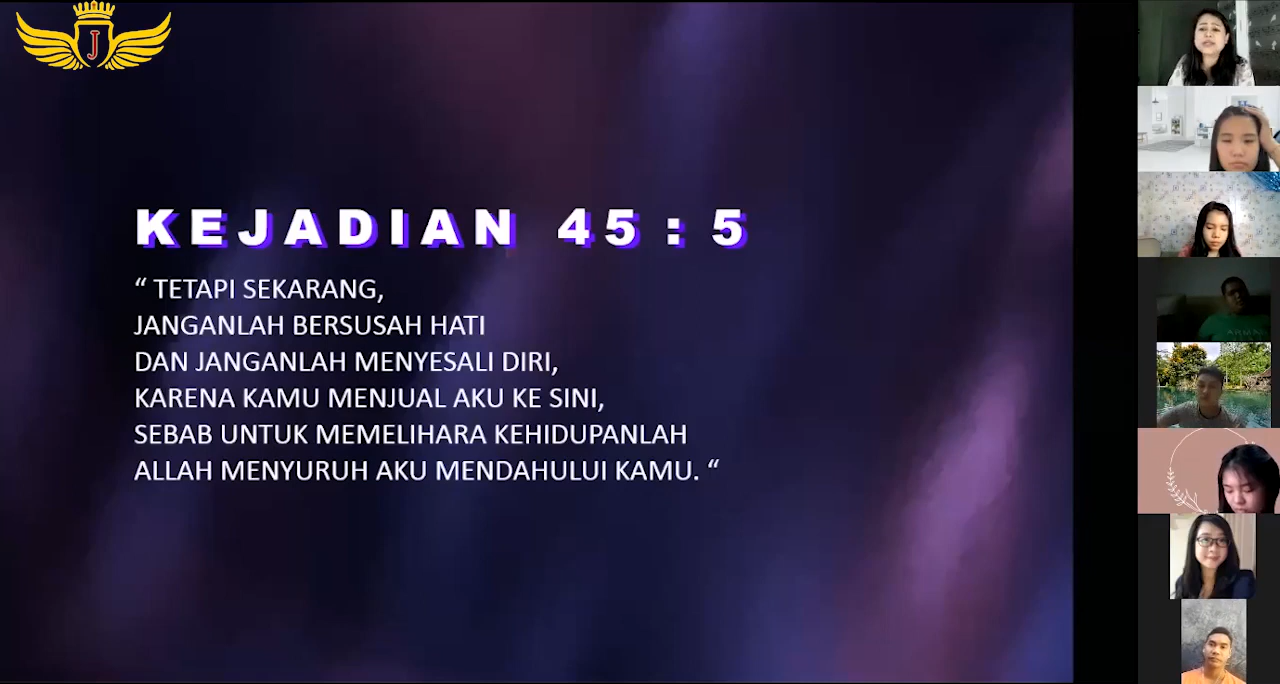 J
KEJADIAN 45 : 5
“ TETAPI SEKARANG,
JANGANLAH BERSUSAH HATI
DAN JANGANLAH MENYESALI DIRI,
KARENA KAMU MENJUAL AKU KE SINI,
SEBAB UNTUK MEMELIHARA KEHIDUPANLAH
ALLAH MENYURUH AKU MENDAHULUI KAMU. “